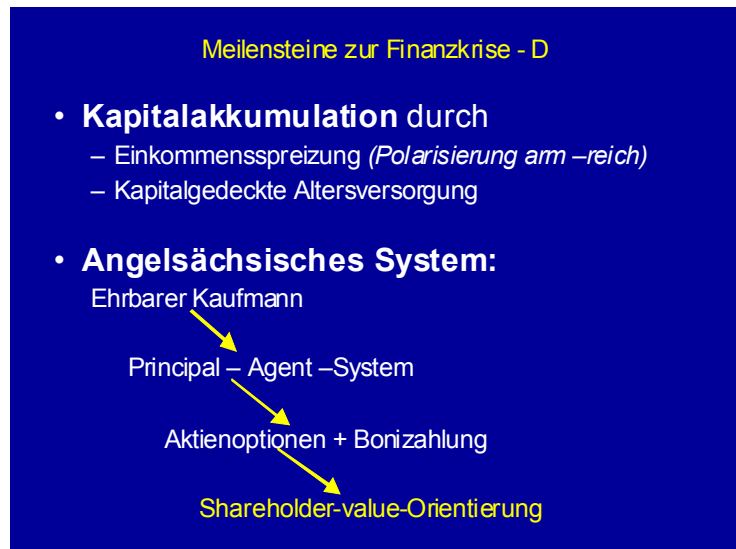 Meilensteine zur Finanzkrise - D
• Kapitalakkumulation durch
– Einkommensspreizung (Polarisierung arm –reich)
– Kapitalgedeckte Altersversorgung
• Angelsächsisches System:
Ehrbarer Kaufmann
Principal – Agent –System
Aktienoptionen + Bonizahlung
Shareholder-value-Orientierung